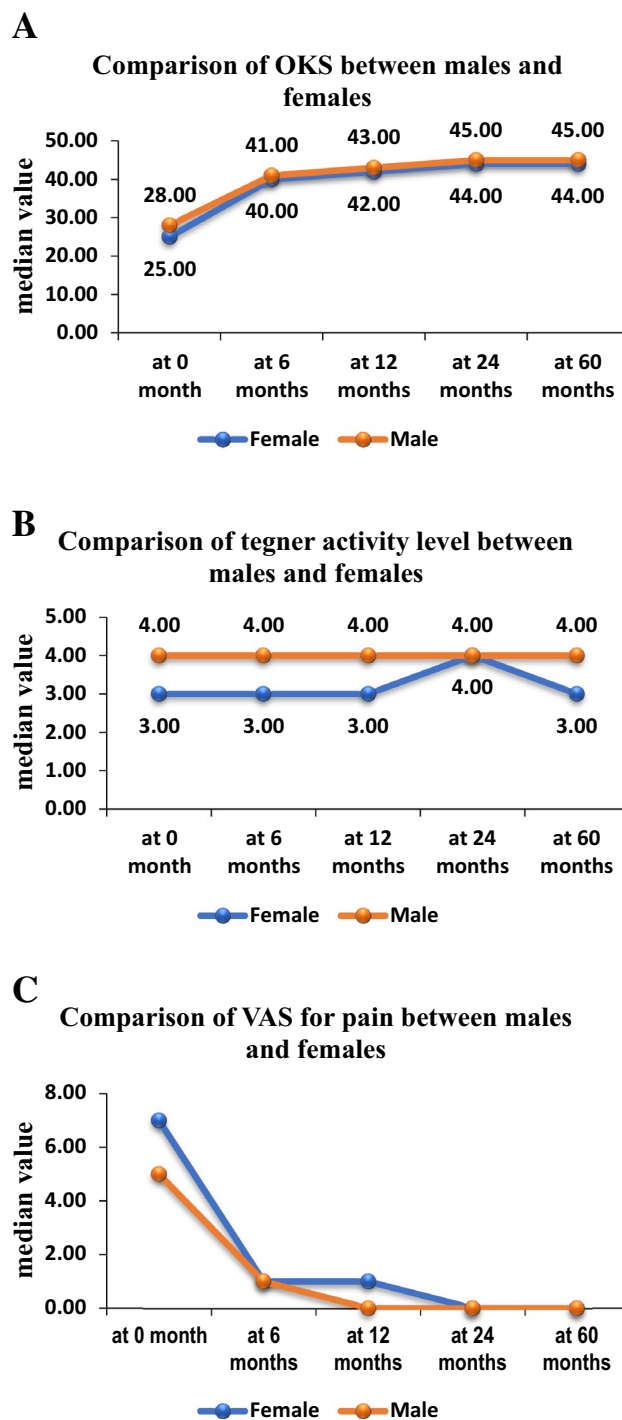 A
Comparison of OKS between males and
females
50.00
40.00
30.00
20.00
10.00
0.00
median value
28.00
41.00
43.00
45.00
45.00
25.00
40.00
42.00
44.00
44.00
at 0
month
at 6
months
at 12
months
at 24
months
at 60
months
Female
Male
B
Comparison of tegner activity level between
males and females
5.00
4.00
3.00
2.00
1.00
0.00
median value
4.00
4.00
4.00
4.00
4.00
3.00
3.00
3.00
4.00
3.00
at 0
month
at 6
months
at 12
months
at 24
months
at 60
months
Female
Male
C
Comparison of VAS for pain between males
and females
8.00
6.00
4.00
2.00
0.00
median value
at 0 month
at 6
months
at 12
months
at 24
months
at 60
months
Female
Male